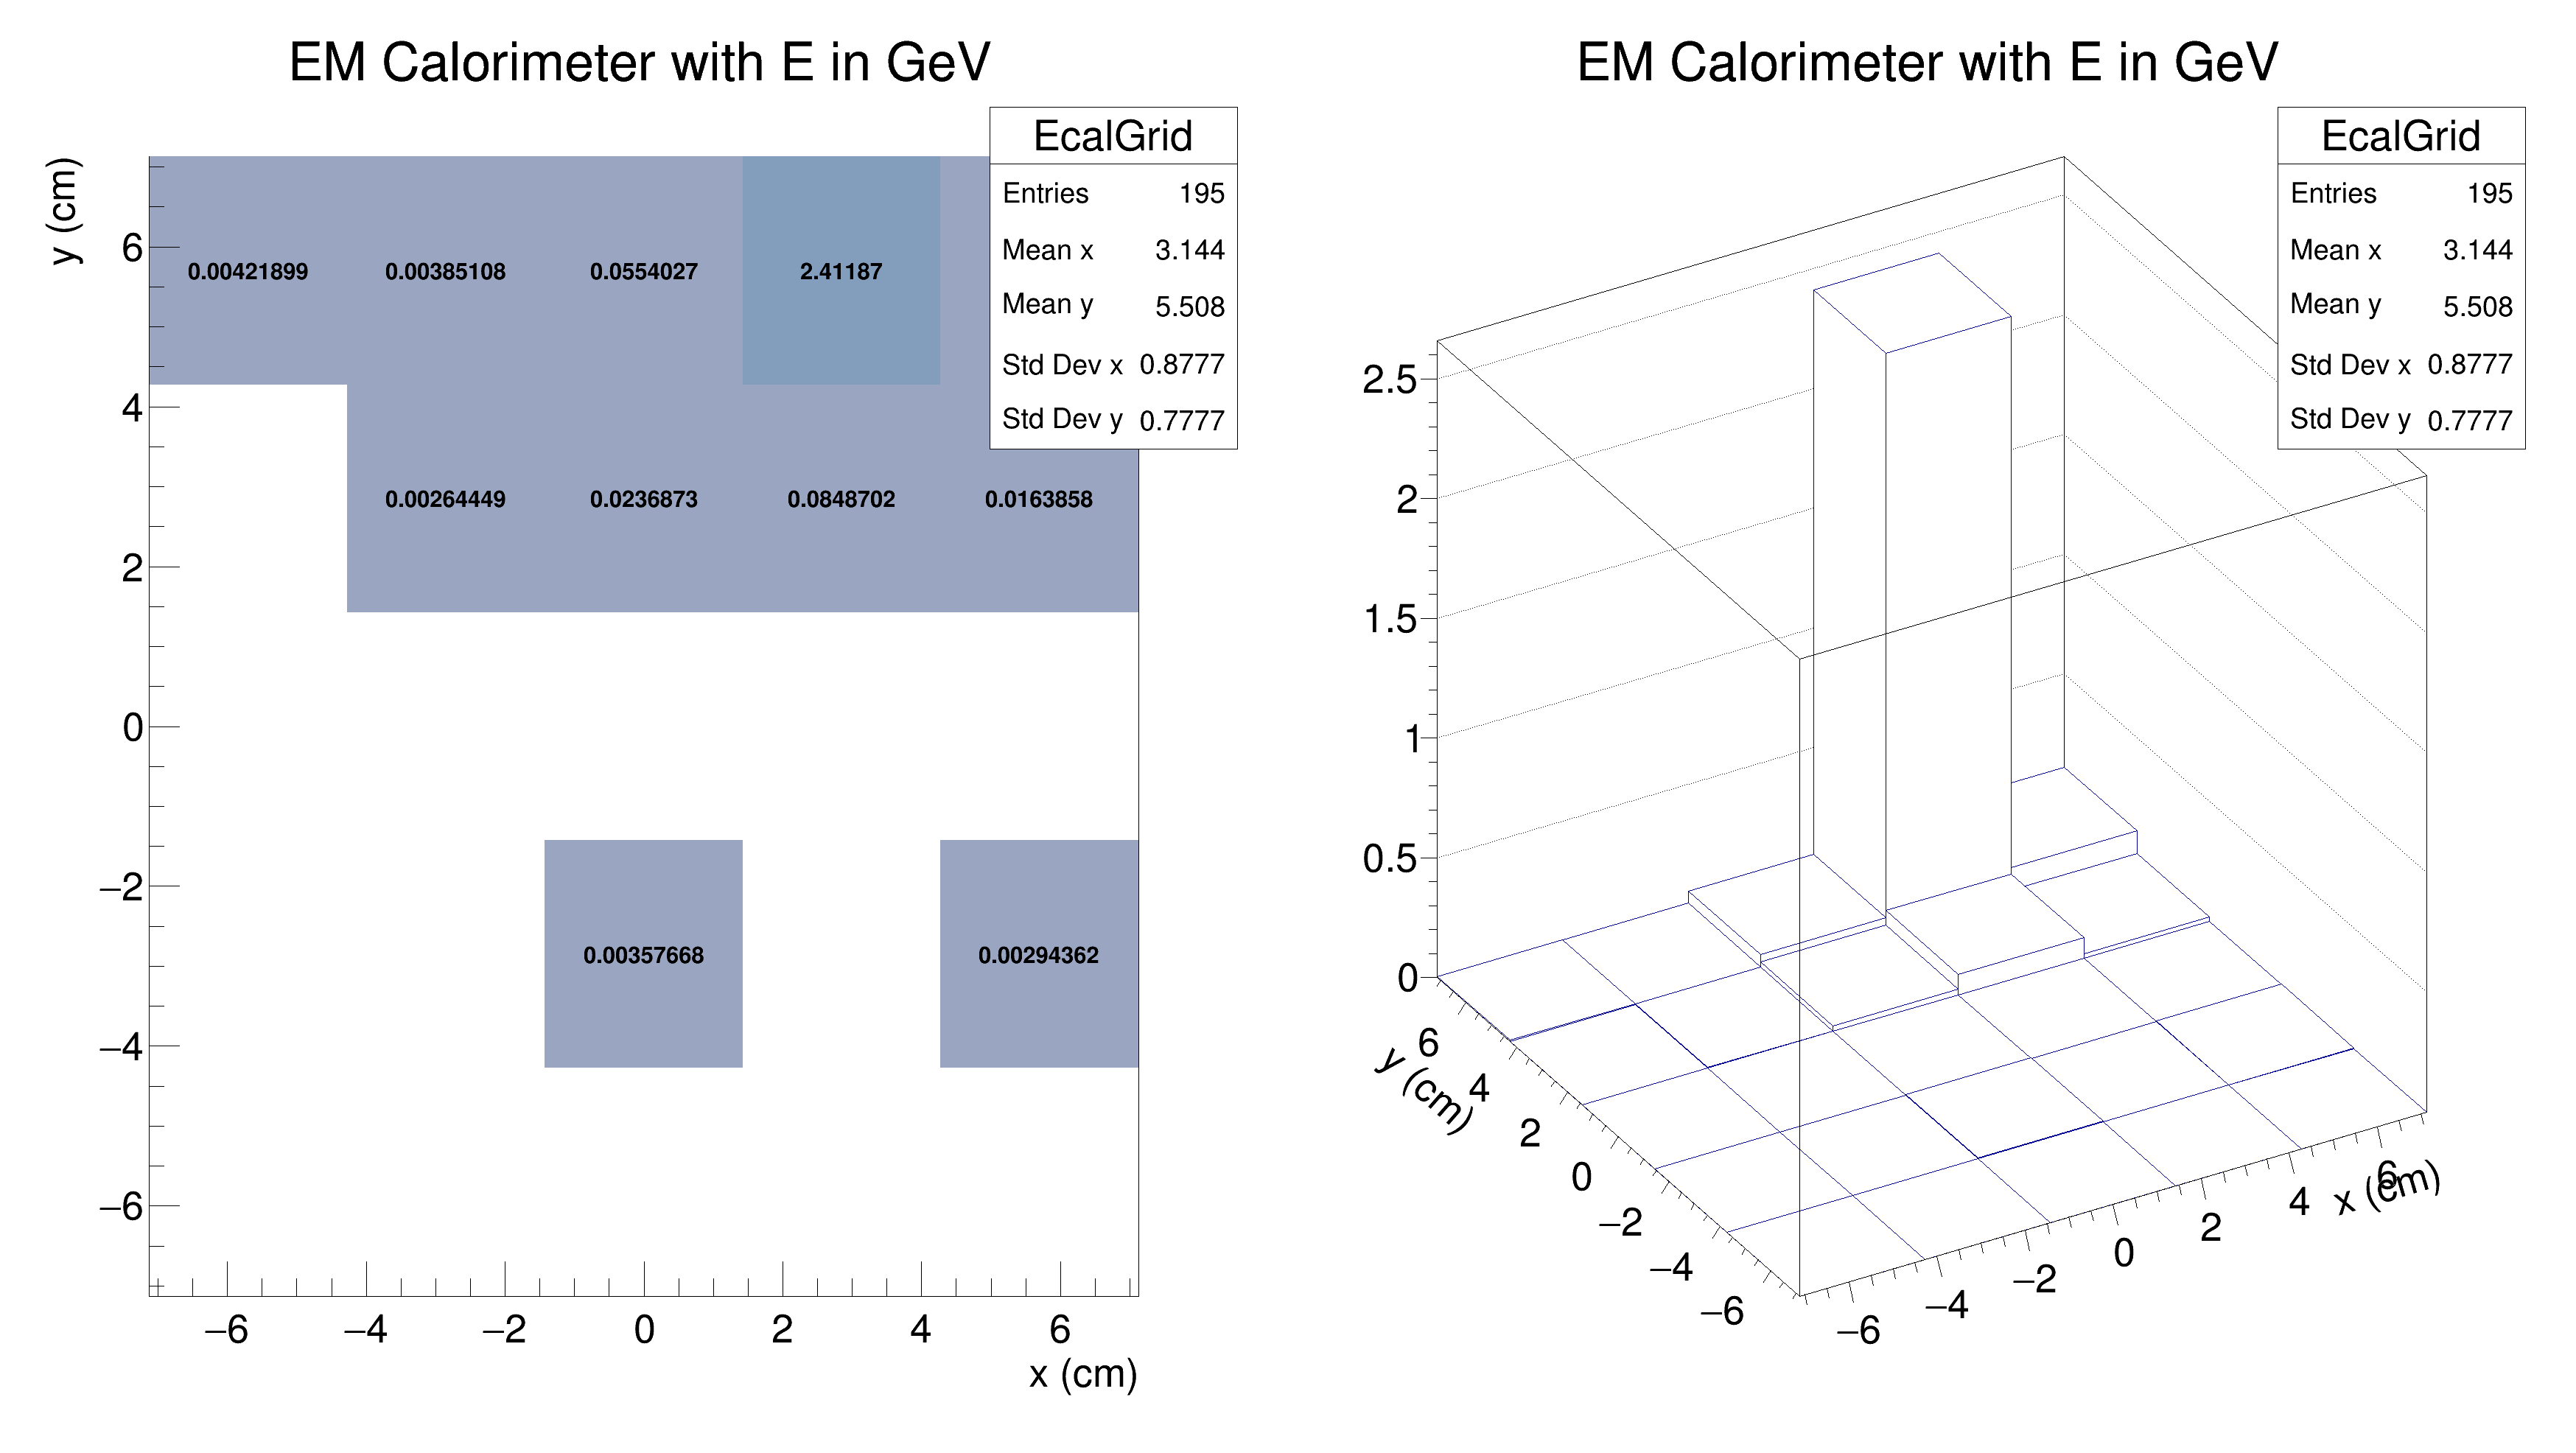 EM Calorimeter with E in GeV
EcalGrid
Entries 195
Mean x 3.144
Mean y 5.508
Std Dev x 0.8777
Std Dev y 0.7777
y (cm)
6
4
2
0
−2
−4
−6
0.00421899 0.00385108 0.0554027 2.41187
0.00264449 0.0236873 0.0848702 0.0163858
0.00357668 0.00294362
−6 −4 −2 0 2 4 6
x (cm)
EM Calorimeter with E in GeV
EcalGrid
Entries 195
Mean x 3.144
Mean y 5.508
Std Dev x 0.8777
Std Dev y 0.7777
2.5
2
1.5
1
0.5
0
6
4
2
0
−2
−4
−6
y (cm)
−6
−4
−2
0
2
4
6
x (cm)